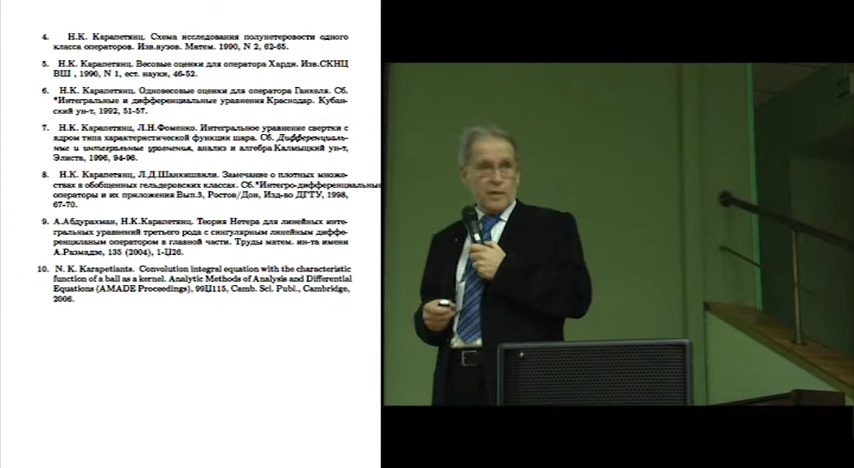 4. Н.К. Карапетянц. Схема исследования полунетеровости одного
класса операторов. Изв.вузов. Матем. 1990, N 2, 62-65.
5. Н.К. Карапетянц. Весовые оценки для оператора Харди. Изв.СКНЦ
ВШ , 1990, N 1, ест. науки, 46-52.
6. Н.К. Карапетянц. Одновесовые оценки для оператора Ганкеля. Сб.
"Интегральные и дифференциальные уравнения Краснодар. Кубан-
ский ун-т, 1992, 51-57.
7. Н.К. Карапетянц, Л.Н.Фоменко. Интегральное уравнение свертки с
ядром типа характеристической функции шара. Сб. Дифференциаль-
ные и интегральные уравнения, анализ и алгебра Калмыцкий ун-т,
Элиста, 1996, 94-96.
8. Н.К. Карапетянц, Л.Д.Шанкишвили. Замечание о плотных множе-
ствах в обобщенных гельдеровских классах. Сб."Интегро-дифференциальные
операторы и их приложения Вып.3, Ростов/Дон, Изд-во ДГТУ, 1998,
67-70.
9. А.Абдурахман, Н.К.Карапетянц. Теория Нетера для линейных инте-
гральных уравнений третьего рода с сингулярным линейным диффе-
ренциланым оператором в главной части. Труды матем. ин-та имени
А.Размадзе, 135 (2004), 1-Ц26.
10. N. K. Karapetiants. Convolution integral equation with the characteristic
function of a ball as a kernel. Analytic Methods of Analysis and Differential
Equations (AMADE Proceedings), 99Ц115, Camb. Sci. Publ., Cambridge,
2006.